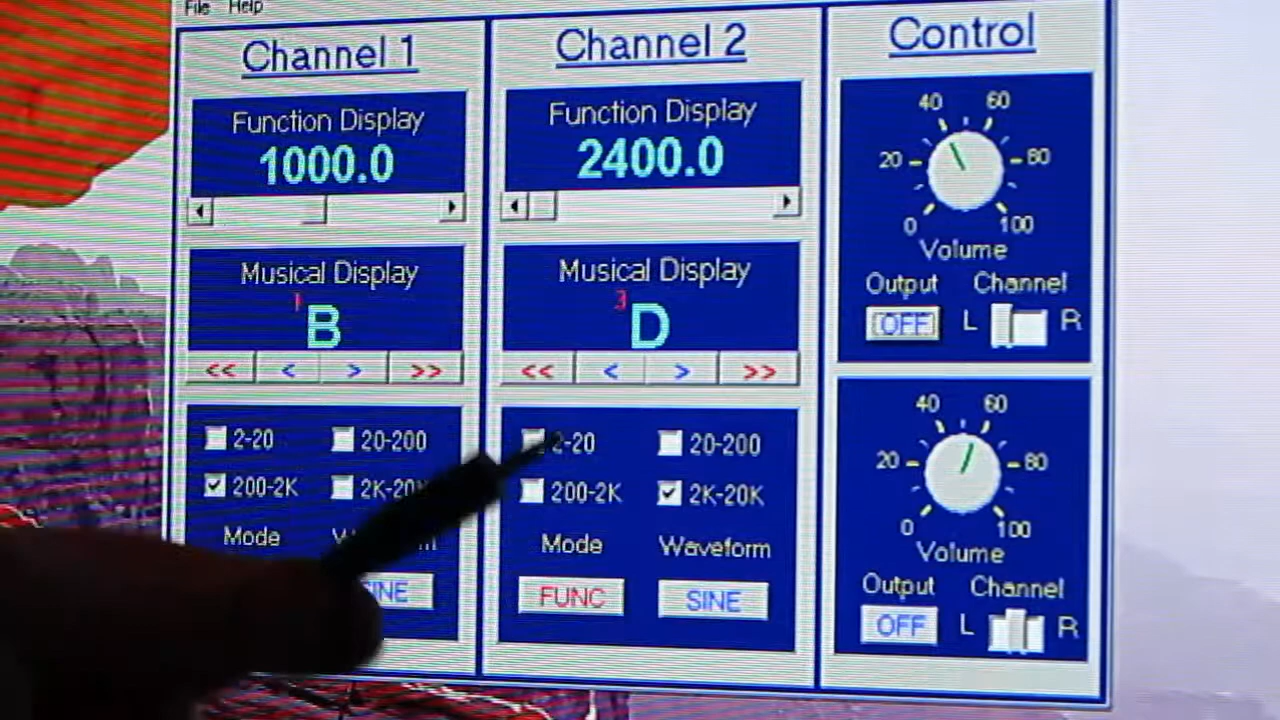 File Help
Channel 1
Function Display
1000.0
Musical Display
1
B
<< < > >>
2-20 20-200
200-2K
Mode
SINE
Channel 2
Function Display
2400.0
Musical Display
3
D
<< < > >>
2-20 20-200
200-2K 2K-20K
Mode Waveform
FUNC SINE
Control
40 60
20 80
0 100
Volume
Output Channel
OFF L R
40 60
20 80
0 100
Volume
Output Channel
OFF L R